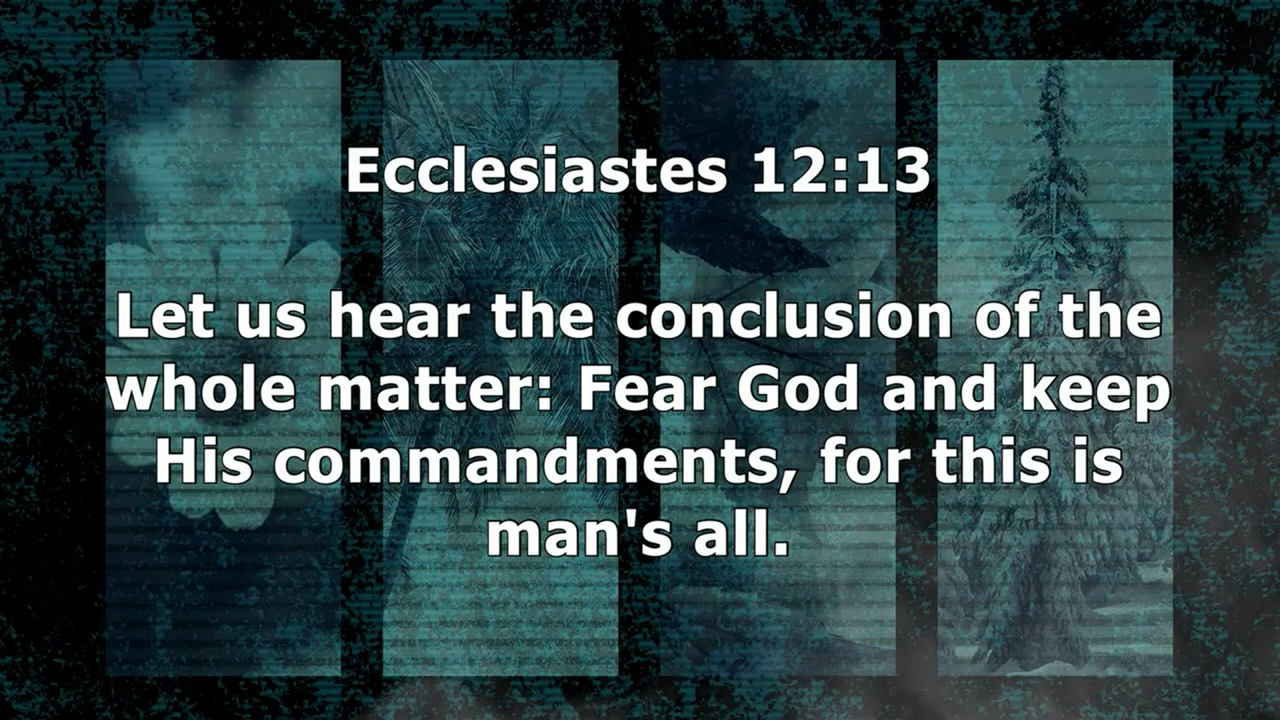 Ecclesiastes 12:13
Let us hear the conclusion of the
whole matter: Fear God and keep
His commandments, for this is
man's all.